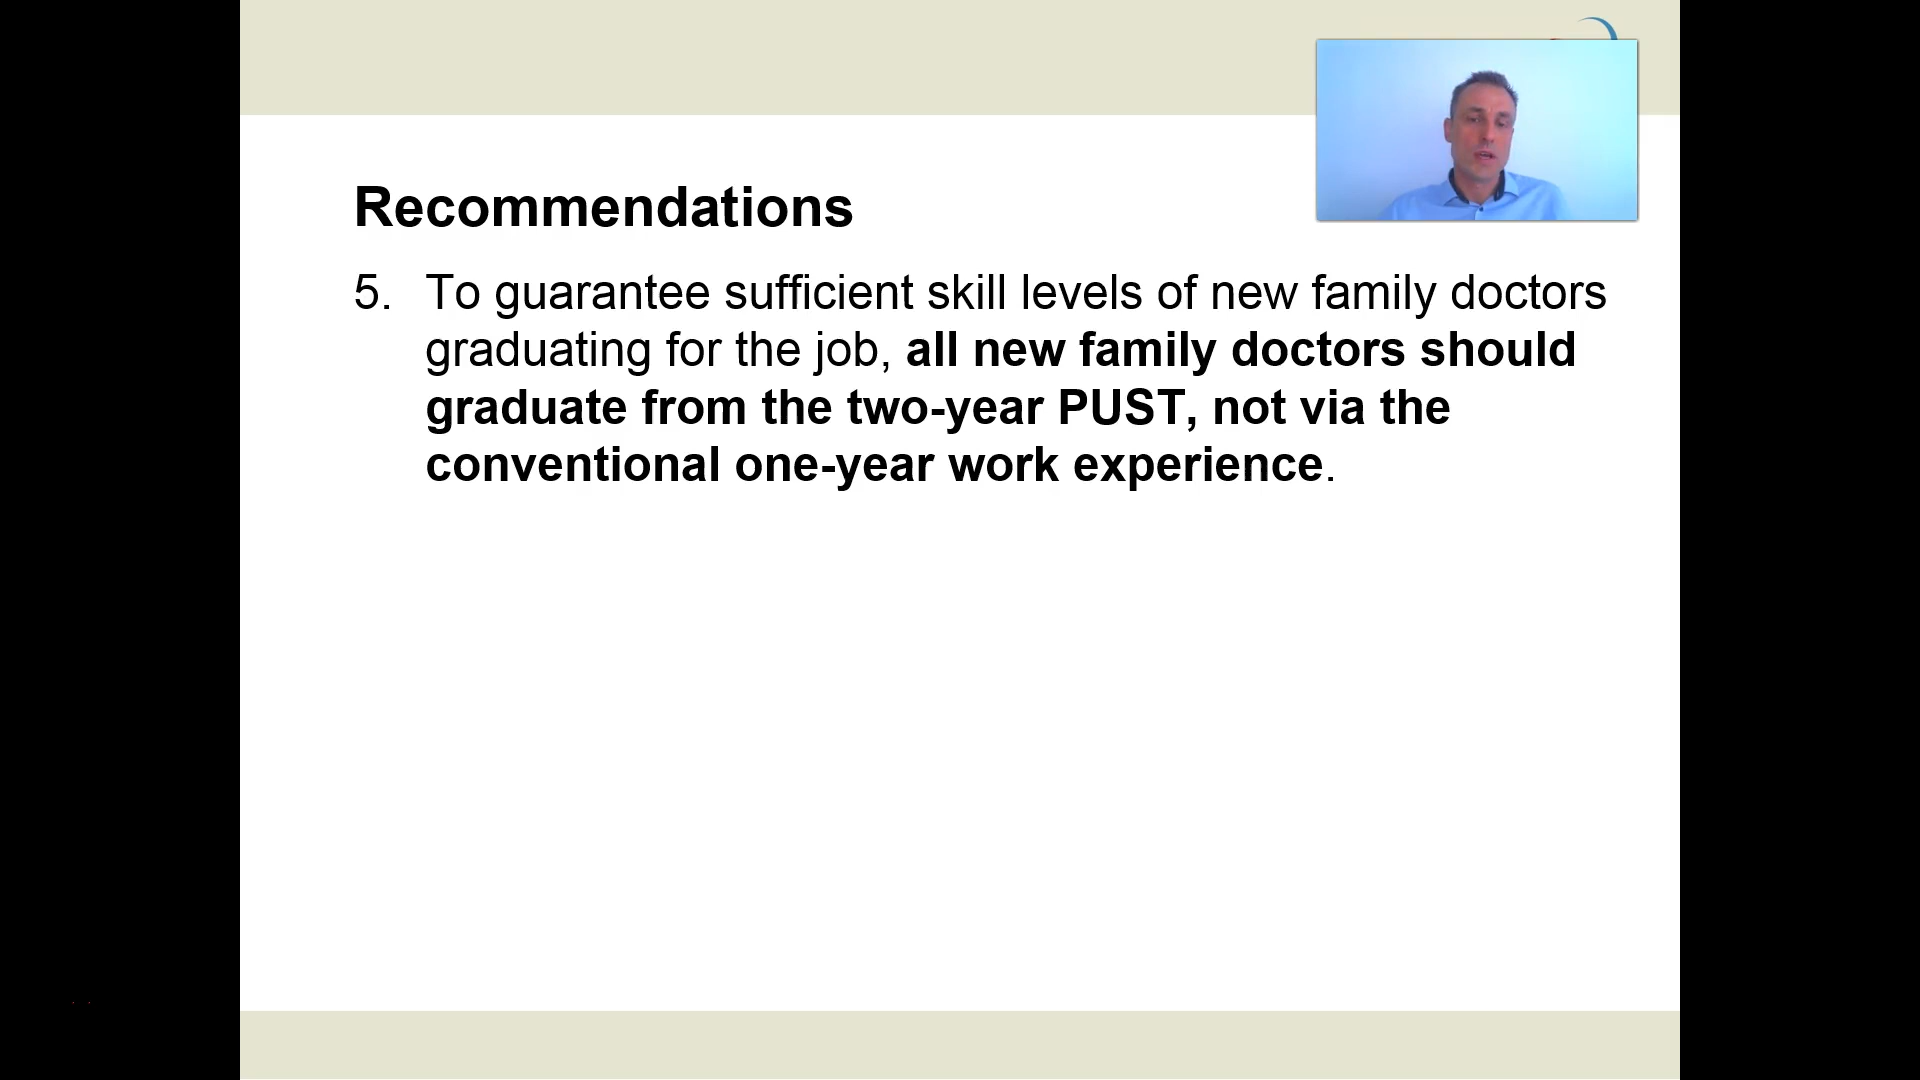 Recommendations
5. To guarantee sufficient skill levels of new family doctors
graduating for the job, all new family doctors should
graduate from the two-year PUST, not via the
conventional one-year work experience.